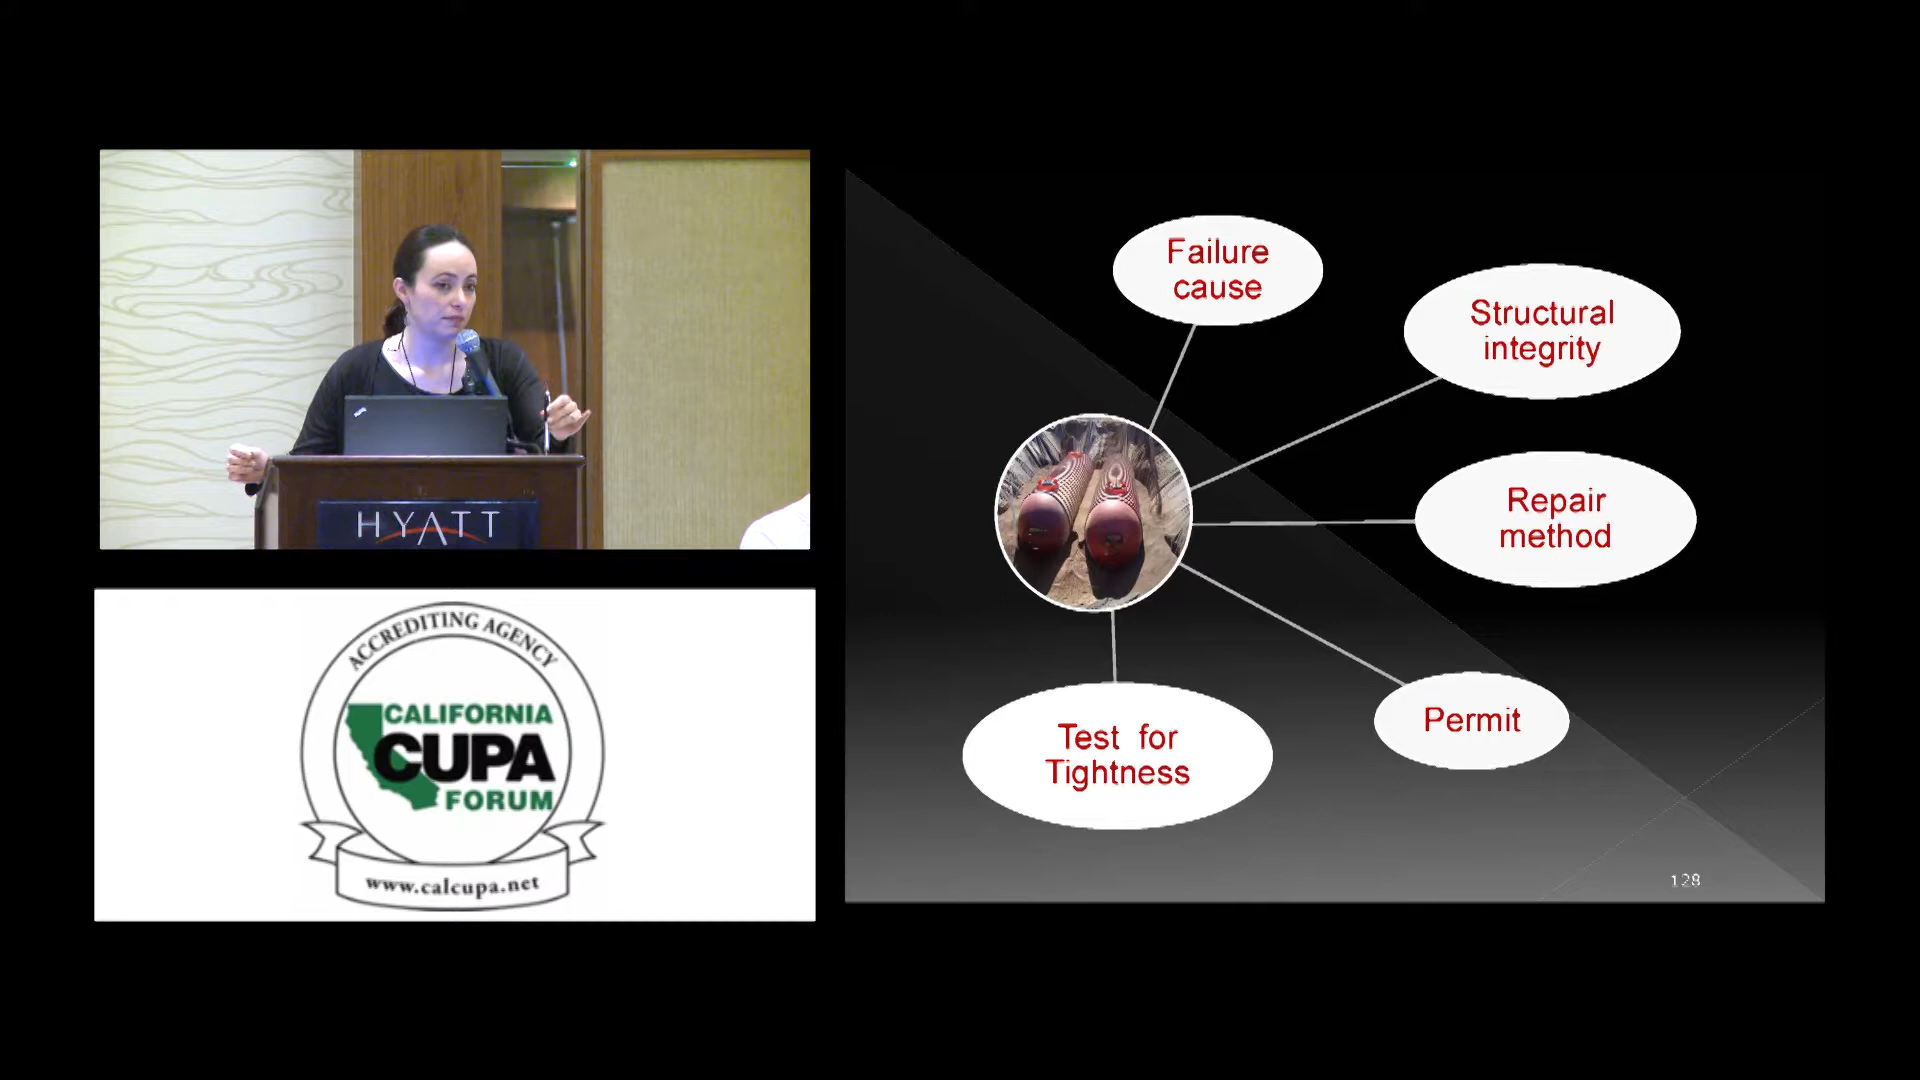 HYATT
ACCREDITING AGENCY
CALIFORNIA
CUPA
FORUM
www.calcupa.net
Failure
cause
Structural
integrity
Repair
method
Permit
Test for
Tightness
128